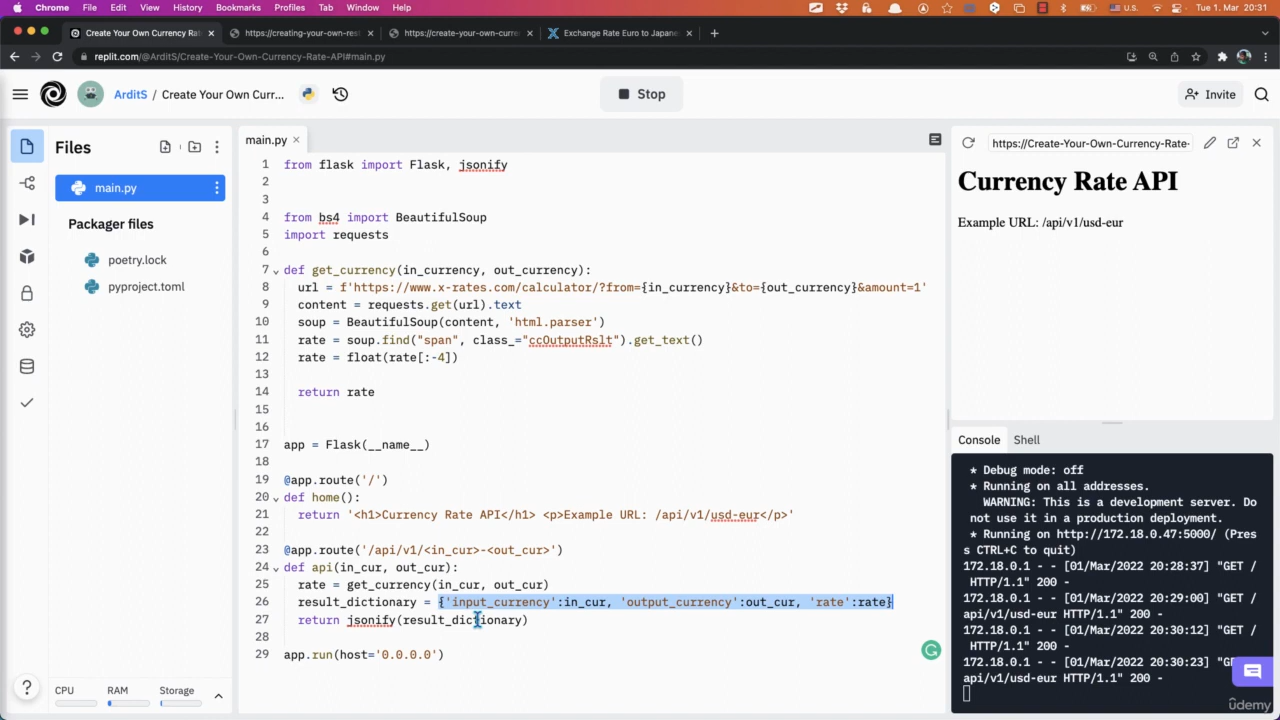 Chrome File Edit View History Bookmarks Profiles Tab Window Help U.S. Tue 1. Mar 20:31
Create Your Own Currency Ra × https://creating-your-own-res × https://create-your-own-curre × Exchange Rate Euro to Japane × +
replit.com/@ArditS/Create-Your-Own-Currency-Rate-API#main.py
ArditS / Create Your Own Curr... Stop Invite
Files main.py × https://Create-Your-Own-Currency-Rate-
main.py
Packager files
poetry.lock
pyproject.toml
1 from flask import Flask, jsonify
2
3
4 from bs4 import BeautifulSoup
5 import requests
6
7 def get_currency(in_currency, out_currency):
8 url = f'https://www.x-rates.com/calculator/?from={in_currency}&to={out_currency}&amount=1'
9 content = requests.get(url).text
10 soup = BeautifulSoup(content, 'html.parser')
11 rate = soup.find("span", class_="ccOutputRslt").get_text()
12 rate = float(rate[:-4])
13
14 return rate
15
16
17 app = Flask(__name__)
18
19 @app.route('/')
20 def home():
21 return '<h1>Currency Rate API</h1> <p>Example URL: /api/v1/usd-eur</p>'
22
23 @app.route('/api/v1/<in_cur>-<out_cur>')
24 def api(in_cur, out_cur):
25 rate = get_currency(in_cur, out_cur)
26 result_dictionary = {'input_currency':in_cur, 'output_currency':out_cur, 'rate':rate}
27 return jsonify(result_dictionary)
28
29 app.run(host='0.0.0.0')
Currency Rate API
Example URL: /api/v1/usd-eur
Console Shell
* Debug mode: off
* Running on all addresses.
WARNING: This is a development server. Do
not use it in a production deployment.
* Running on http://172.18.0.47:5000/ (Pres
s CTRL+C to quit)
172.18.0.1 - - [01/Mar/2022 20:28:37] "GET /
HTTP/1.1" 200 -
172.18.0.1 - - [01/Mar/2022 20:29:00] "GET /
api/v1/usd-eur HTTP/1.1" 200 -
172.18.0.1 - - [01/Mar/2022 20:30:12] "GET /
HTTP/1.1" 200 -
172.18.0.1 - - [01/Mar/2022 20:30:23] "G
api/v1/usd-eur HTTP/1.1" 200 -
? CPU RAM Storage
udemy